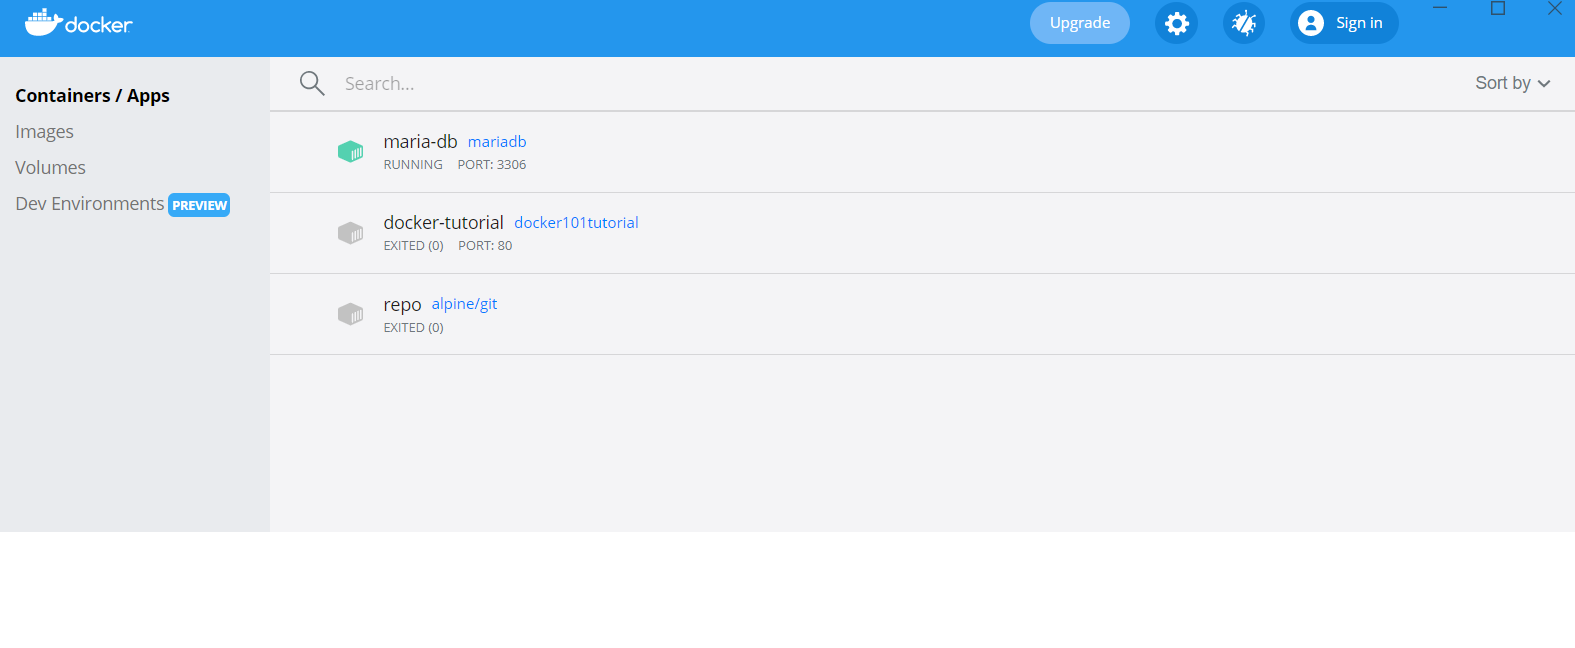 docker
Upgrade
Sign in
Containers / Apps
Images
Volumes
Dev Environments PREVIEW
Search...
Sort by
maria-db mariadb
RUNNING PORT: 3306
docker-tutorial docker101tutorial
EXITED (0) PORT: 80
repo alpine/git
EXITED (0)